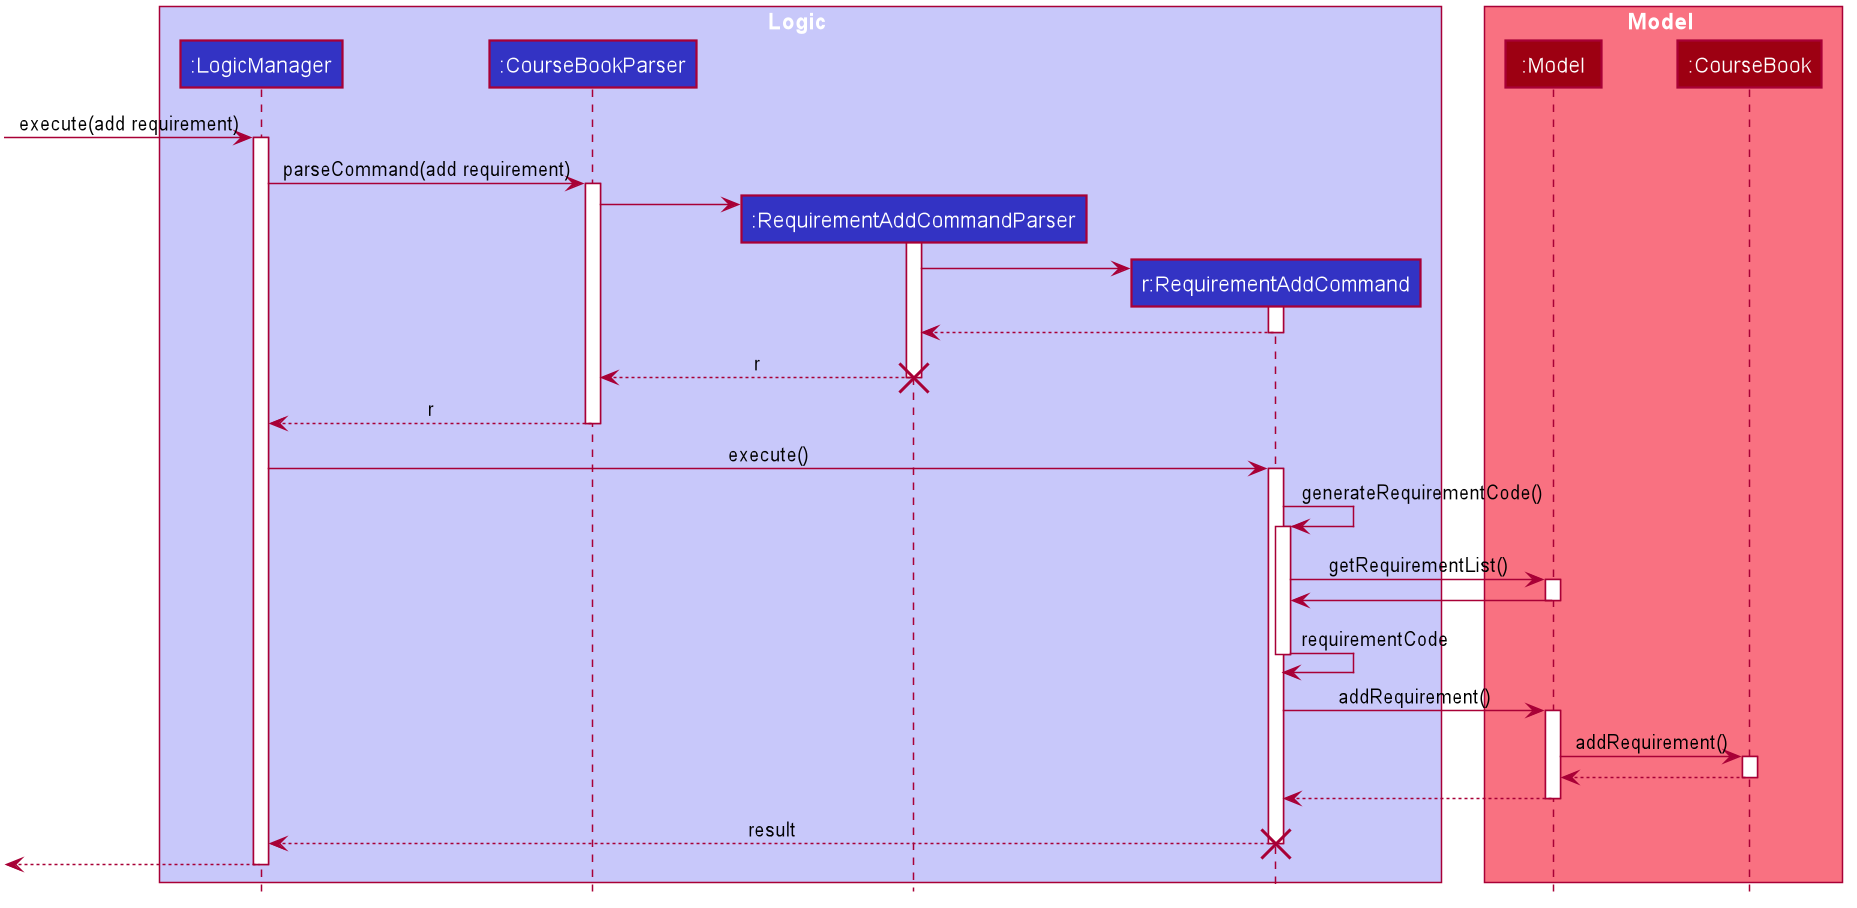 Logic
Model
:LogicManager
:CourseBookParser
:Model
:CourseBook
execute(add requirement)
parseCommand(add requirement)
:RequirementAddCommandParser
r:RequirementAddCommand
r
r
execute()
generateRequirementCode()
getRequirementList()
requirementCode
addRequirement()
addRequirement()
result